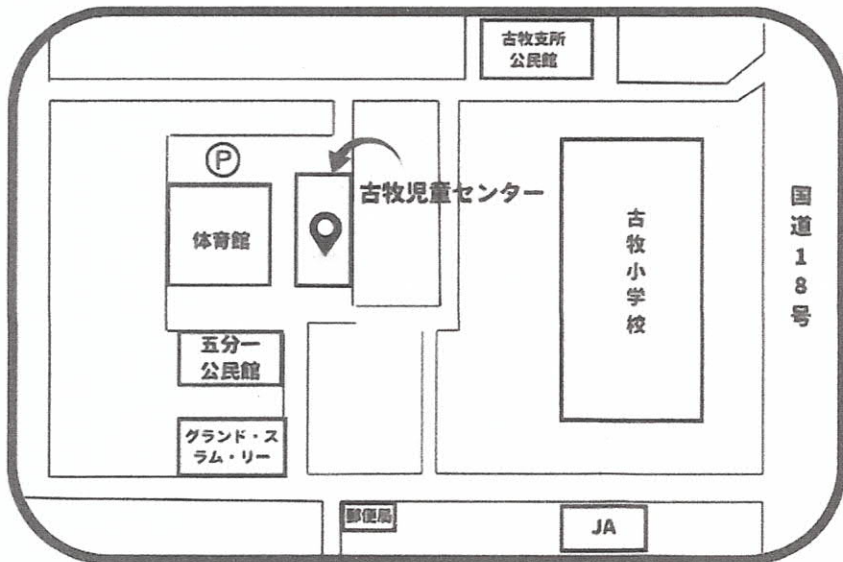 古牧支所
公民館
Ⓟ
古牧児童センター
体育館
古牧小学校
国道18号
五分一
公民館
グランド・ス
ラム・リー
郵便局
JA